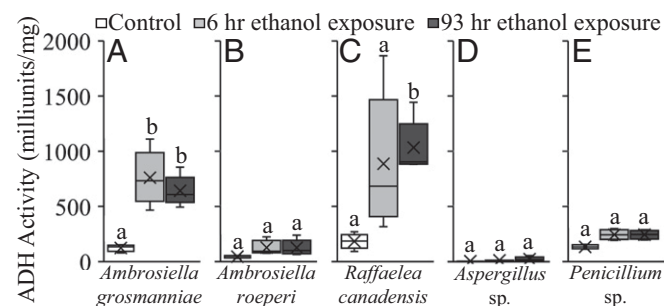 Control 6 hr ethanol exposure 93 hr ethanol exposure
ADH Activity (milliunits/mg)
2000
1500
1000
500
0
A
a
b
b
B
a
a
a
C
a
a
b
D
a
a
a
E
a
a
a
Ambrosiella
grosmanniae
Ambrosiella
roeperi
Raffaelea
canadensis
Aspergillus
sp.
Penicillium
sp.